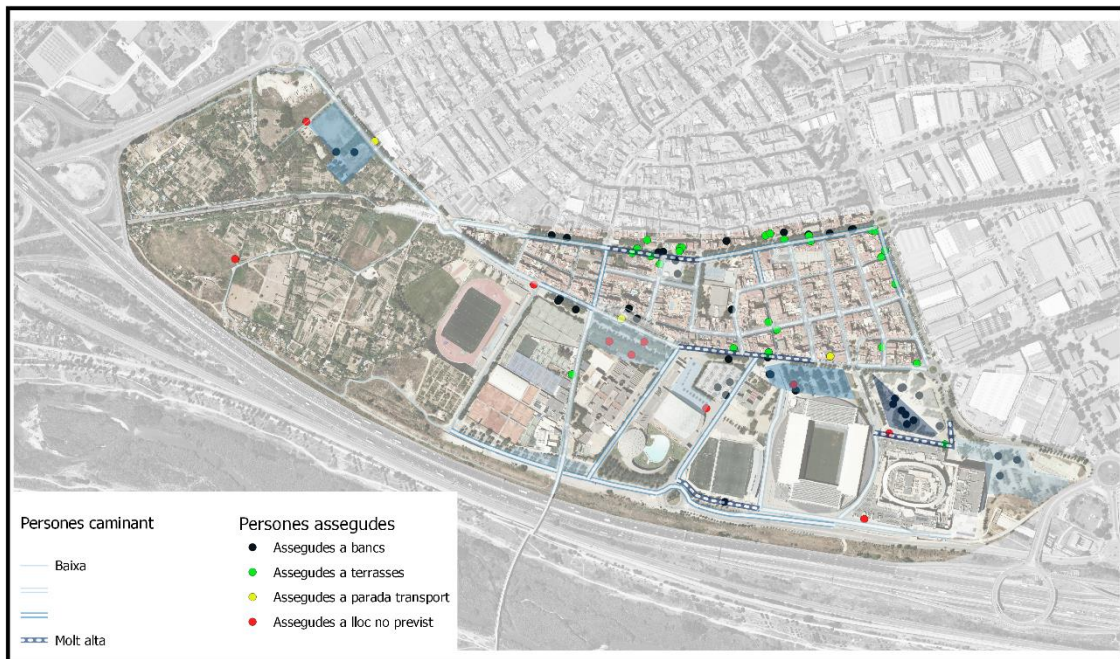 Persones caminant
Baixa
Molt alta
Persones assegudes
Assegudes a bancs
Assegudes a terrasses
Assegudes a parada transport
Assegudes a lloc no previst